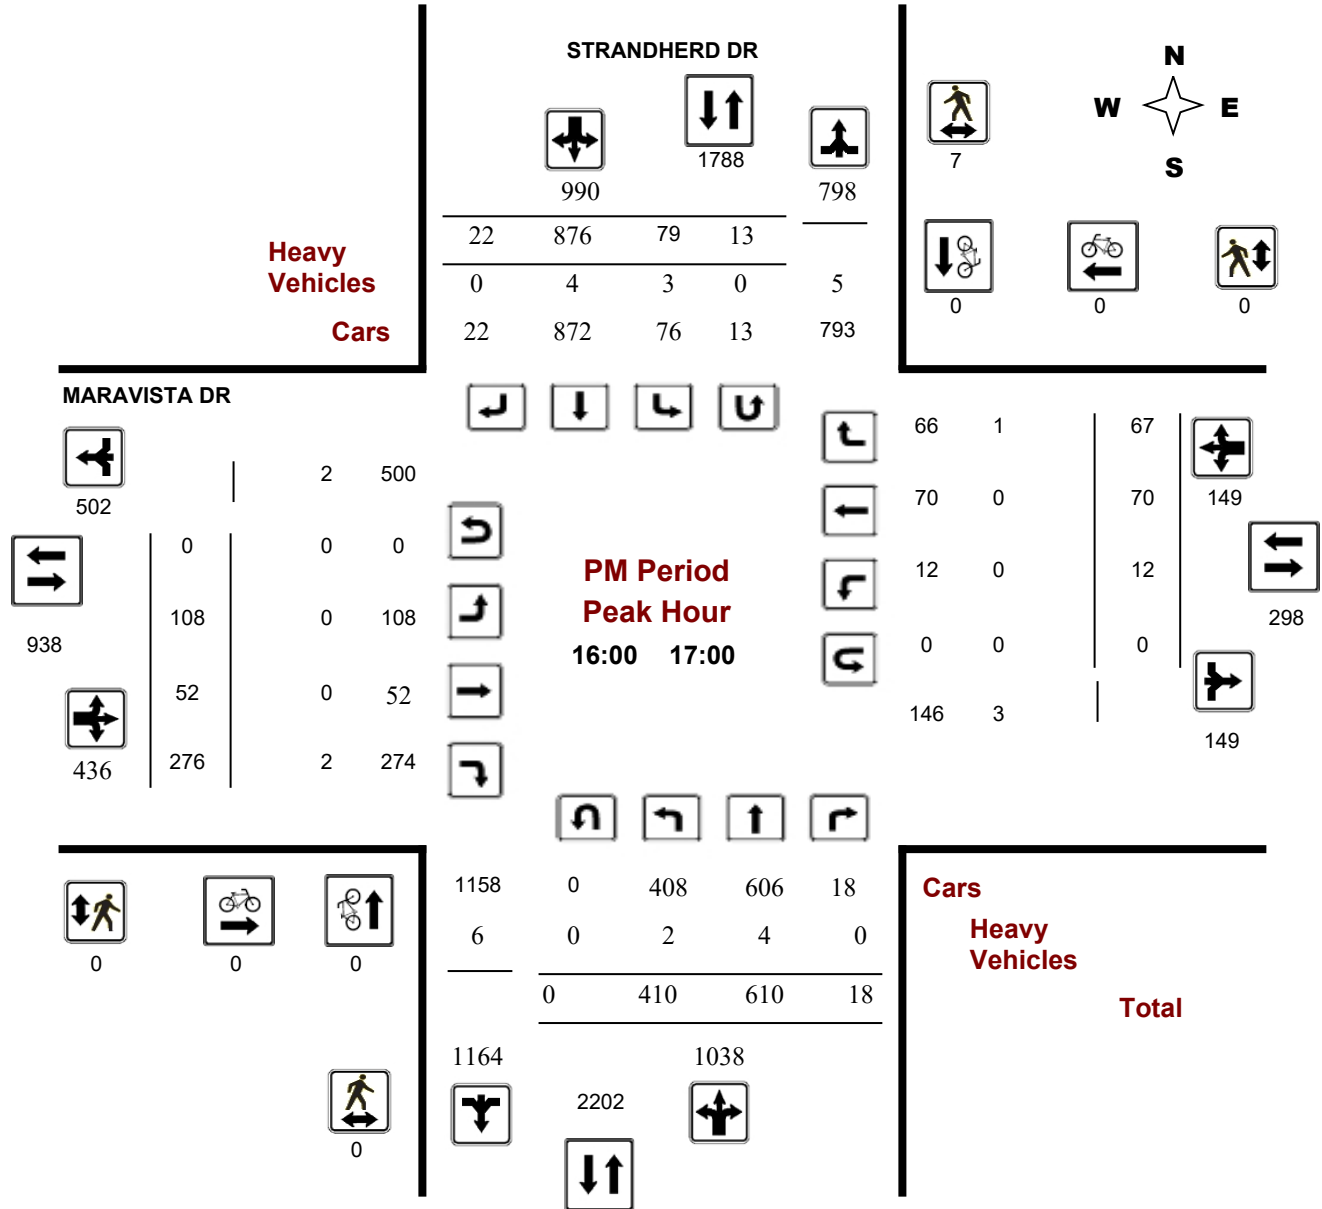 STRANDHERD DR
N
W E
S
1788
7
990 798
22 876 79 13
Heavy
Vehicles 0 4 3 0 5
0 0 0
Cars 22 872 76 13 793
MARAVISTA DR
66 1 67
2 500
502
70 0 70 149
0 0 0
PM Period
12 0 12
Peak Hour
108 0 108
298
938
16:00 17:00
0 0 0
52 0 52
146 3
149
436 276 2 274
1158 0 408 606 18 Cars
6 0 2 4 0 Heavy
Vehicles
0 0 0
0 410 610 18
Total
1164 1038
2202
0